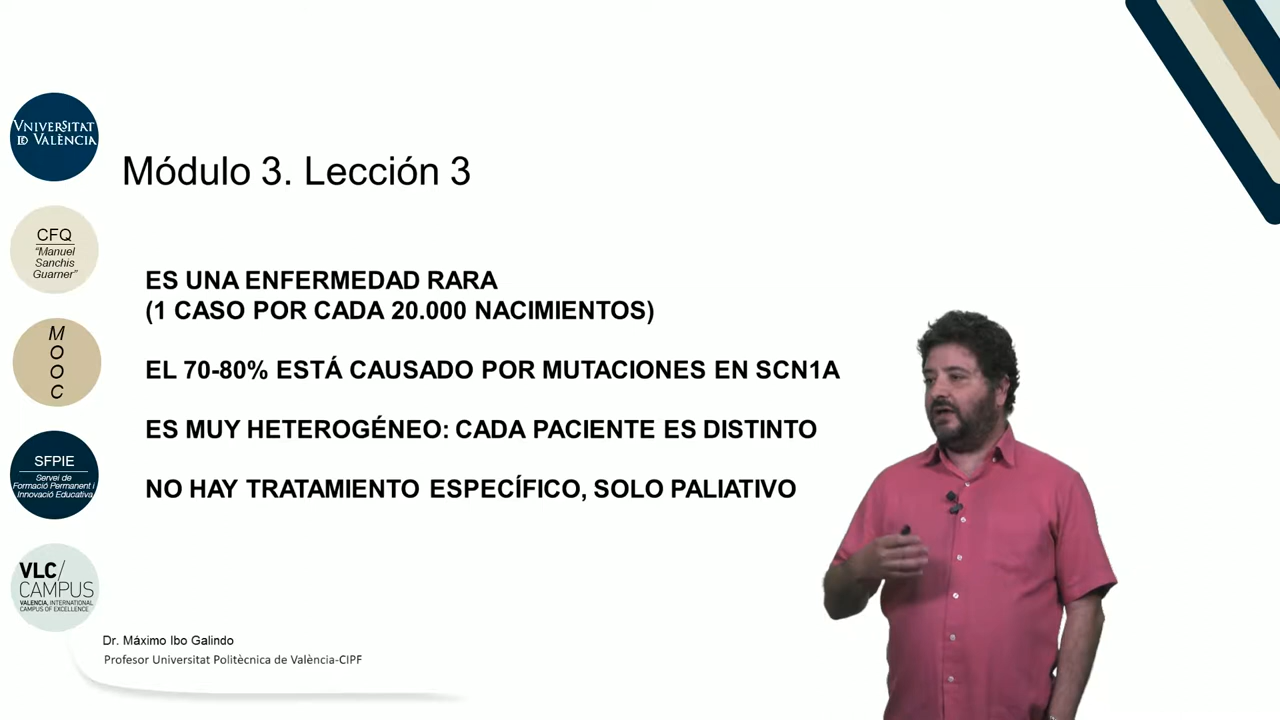 VNIVERSITAT
ID VALÈNCIA
Módulo 3. Lección 3
CFQ
"Manuel
Sanchis
Guarner"
ES UNA ENFERMEDAD RARA
(1 CASO POR CADA 20.000 NACIMIENTOS)
M
O
O
C
EL 70-80% ESTÁ CAUSADO POR MUTACIONES EN SCN1A
ES MUY HETEROGÉNEO: CADA PACIENTE ES DISTINTO
SFPIE
Servei de
Formació Permanent i
Innovació Educativa
NO HAY TRATAMIENTO ESPECÍFICO, SOLO PALIATIVO
VLC/
CAMPUS
VALENCIA, INTERNATIONAL
CAMPUS OF EXCELLENCE
Dr. Máximo Ibo Galindo
Profesor Universitat Politècnica de València-CIPF